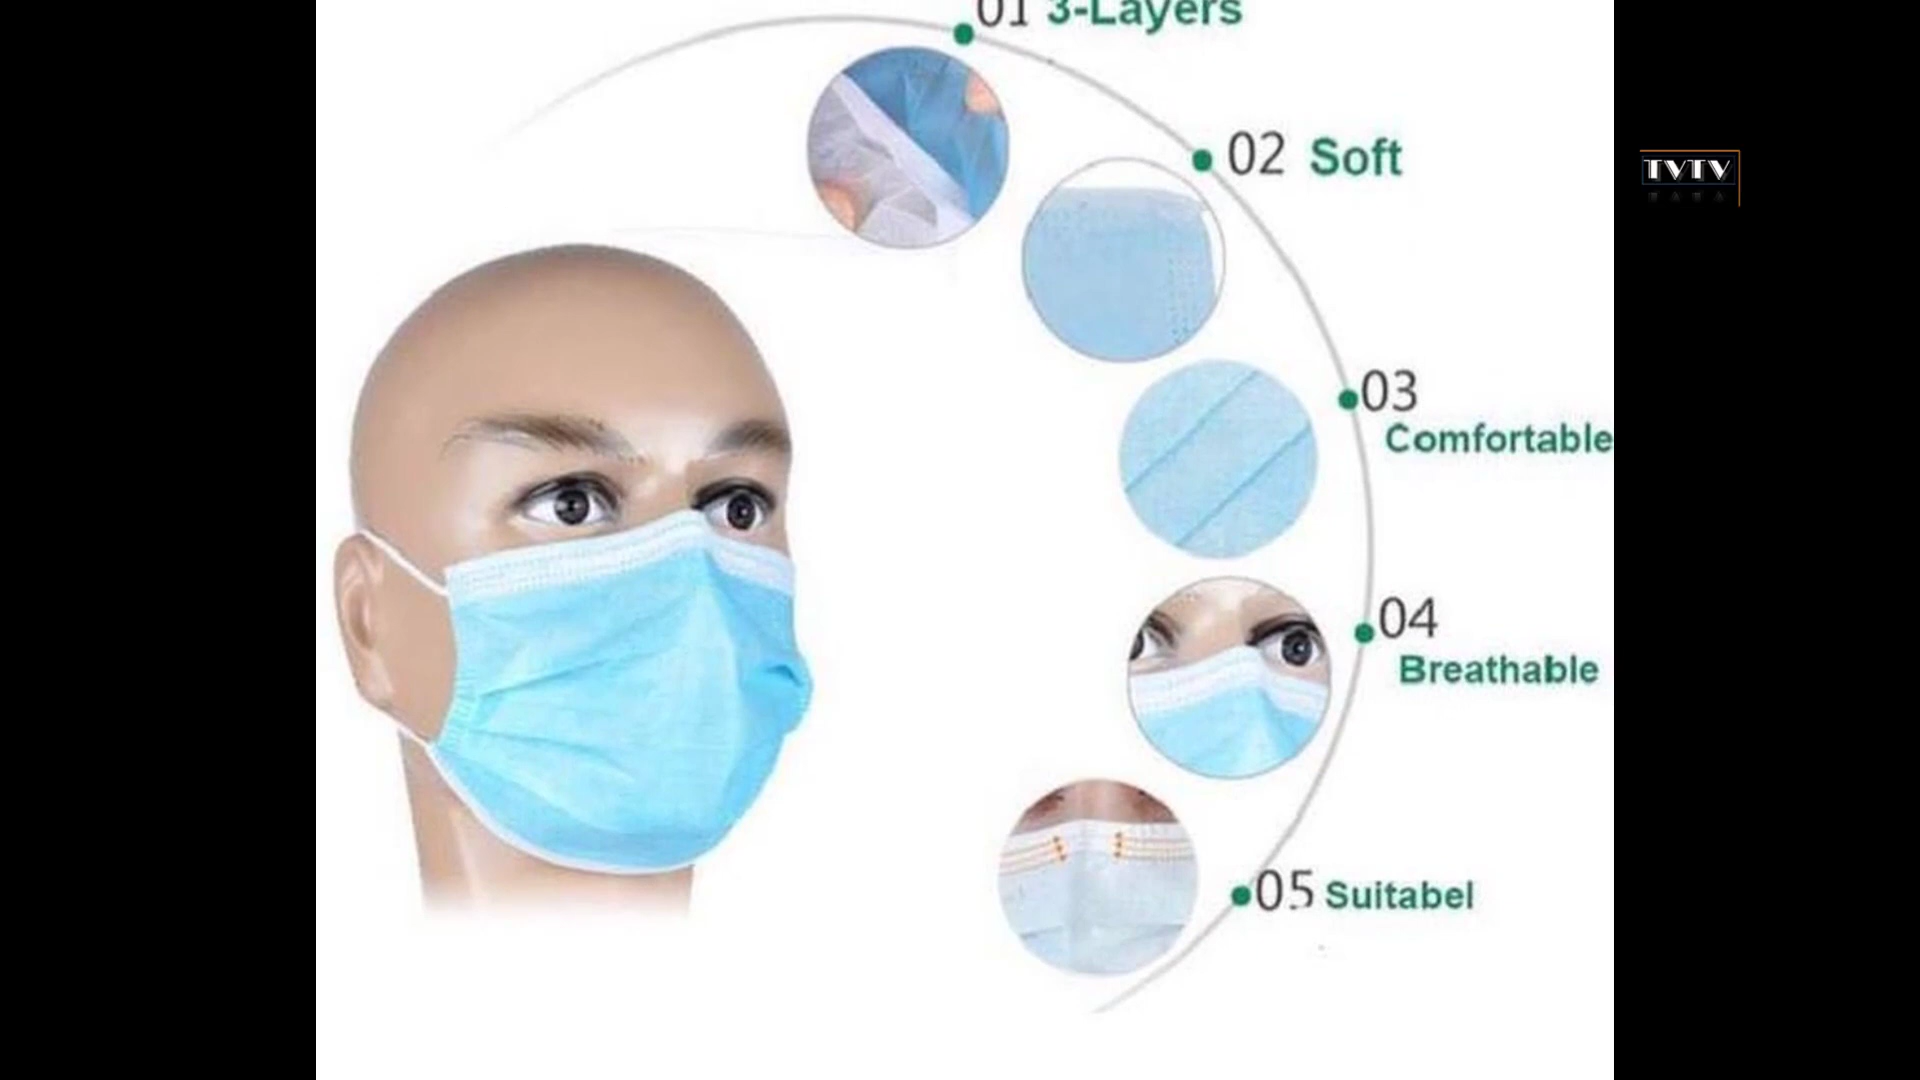 01 3-Layers
02 Soft
TVTV
03
Comfortable
04
Breathable
05 Suitabel